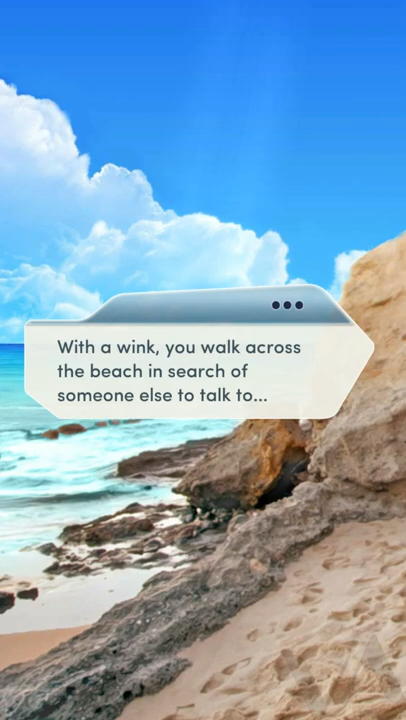 With a wink, you walk across
the beach in search of
someone else to talk to...